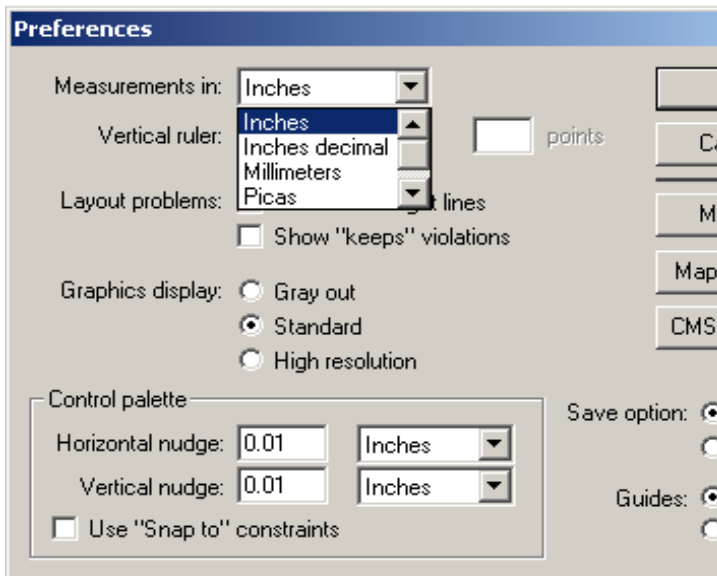 Preferences
Measurements in: Inches
Inches
Inches decimal
Millimeters
Picas
Vertical ruler: points
Layout problems: lines
Show "keeps" violations
Graphics display: Gray out
Standard
High resolution
Control palette
Horizontal nudge: 0.01 Inches
Vertical nudge: 0.01 Inches
Use "Snap to" constraints
Ca
M
Map
CMS
Save option:
Guides: